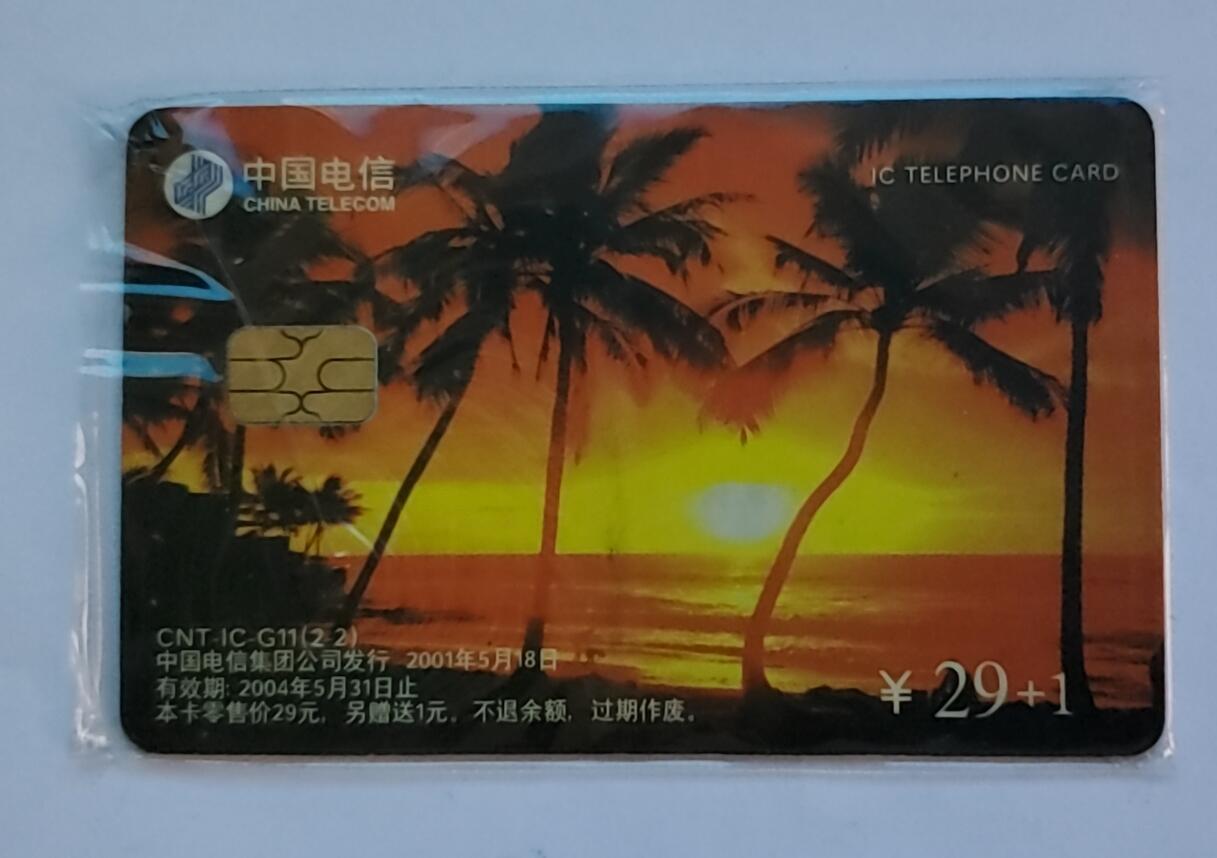 中国电信
CHINA TELECOM
IC TELEPHONE CARD
CNT-IC-G11(2-2)
中国电信集团公司发行 2001年5月18日
有效期: 2004年5月31日止
本卡零售价29元, 另赠送1元。不退余额, 过期作废。
¥ 29+1